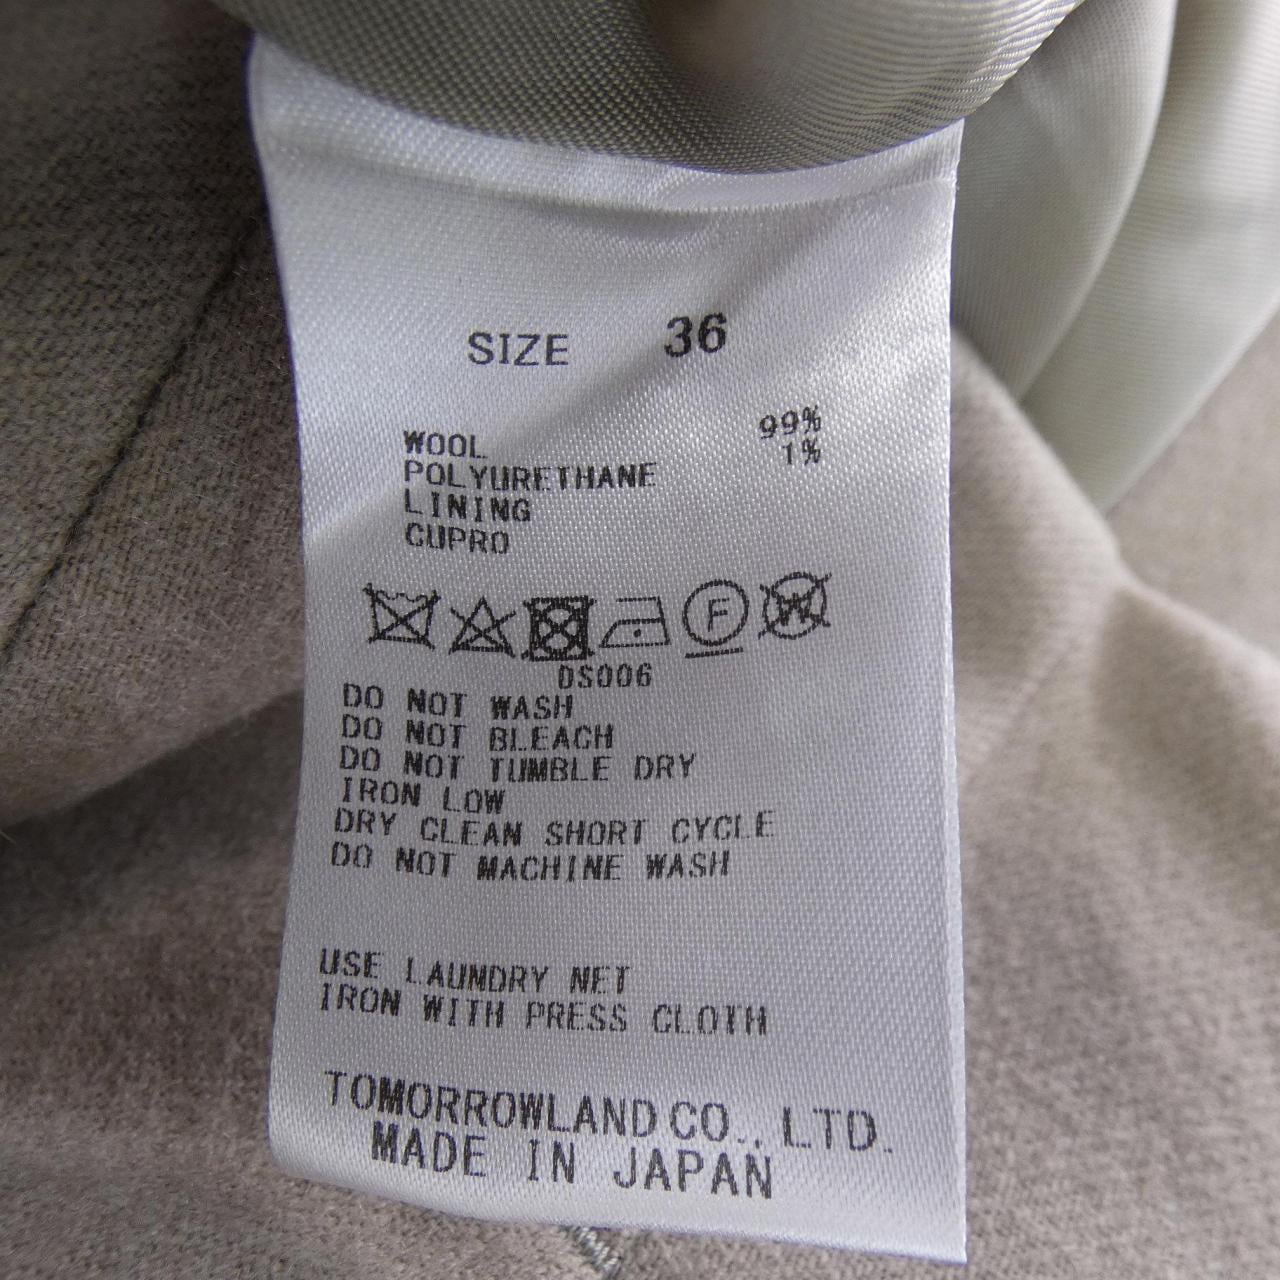 SIZE 36
WOOL 99%
POLYURETHANE 1%
LINING
CUPRO
F W
DS006
DO NOT WASH
DO NOT BLEACH
DO NOT TUMBLE DRY
IRON LOW
DRY CLEAN SHORT CYCLE
DO NOT MACHINE WASH
USE LAUNDRY NET
IRON WITH PRESS CLOTH
TOMORROWLAND CO., LTD.
MADE IN JAPAN